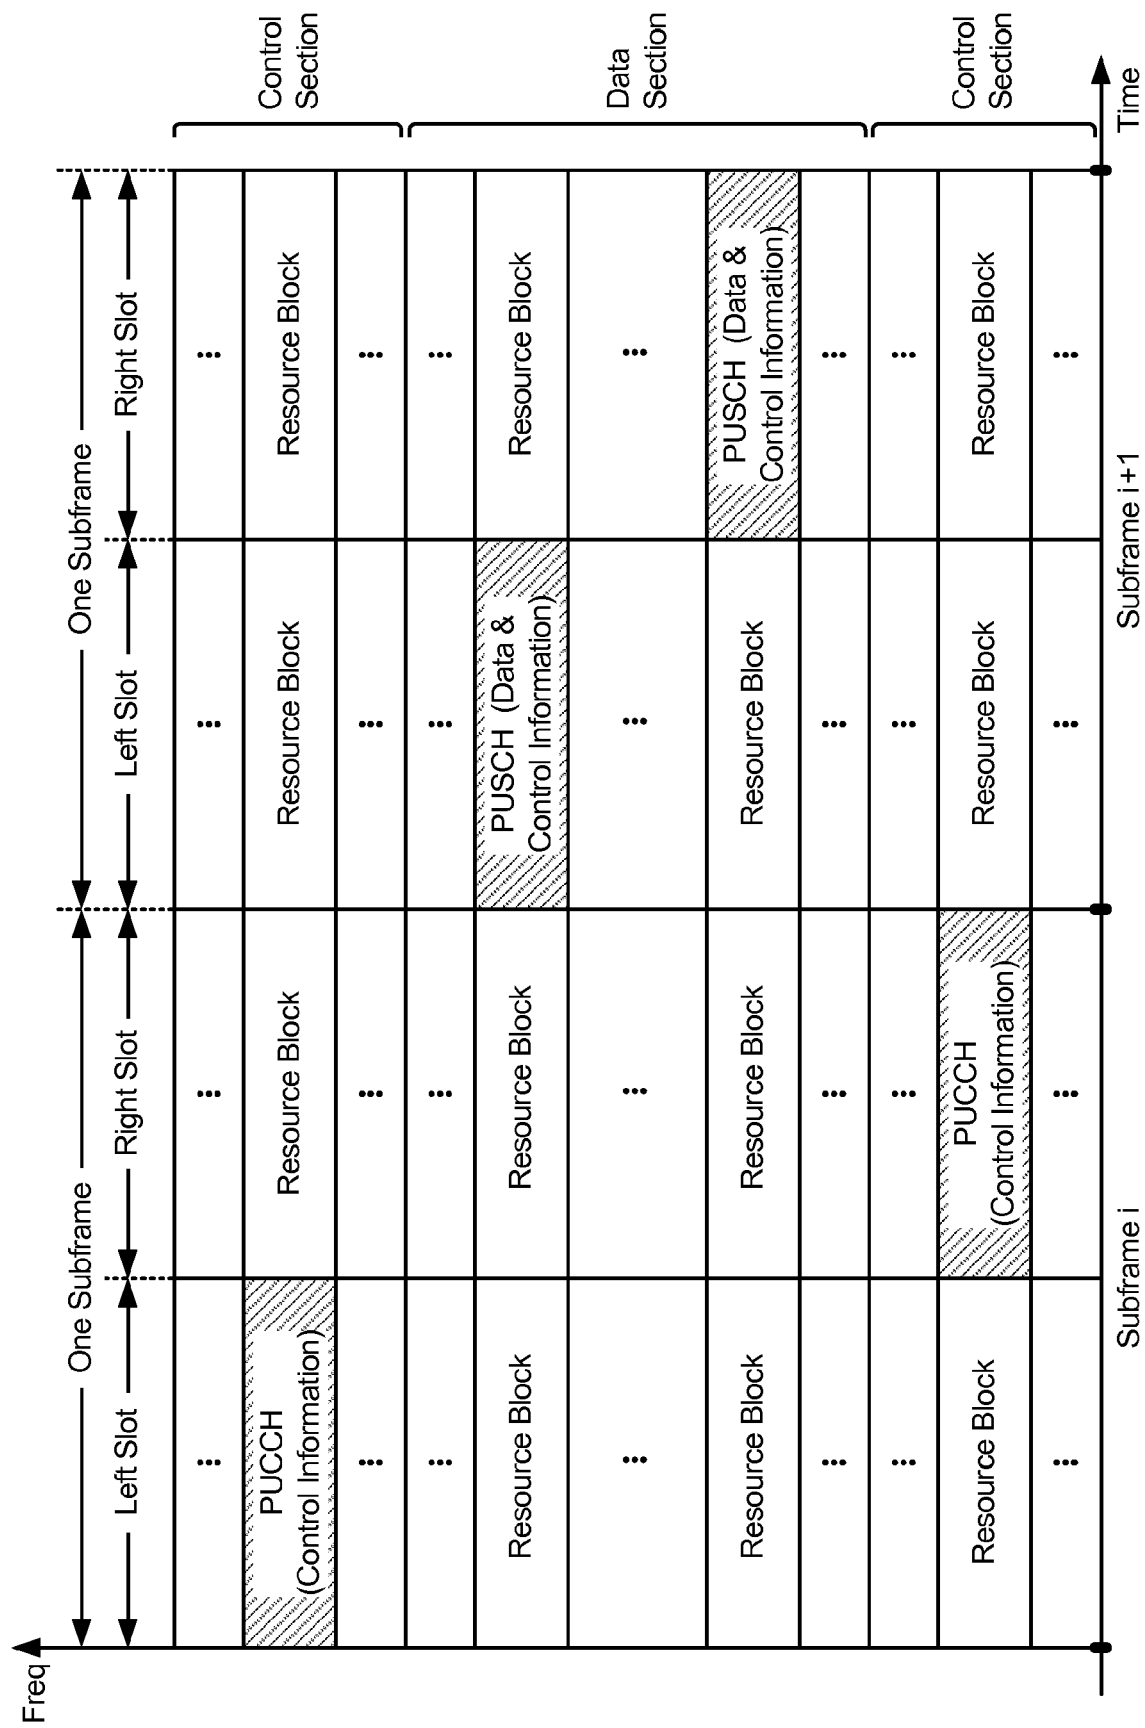 Freq
One Subframe
One Subframe
Left Slot
Right Slot
Left Slot
Right Slot
...
...
...
...
PUCCH
(Control Information)
Resource Block
Resource Block
Resource Block
Control
Section
...
...
...
...
...
...
...
...
Resource Block
Resource Block
PUSCH (Data &
Control Information)
Resource Block
...
...
...
...
Data
Section
Resource Block
Resource Block
Resource Block
PUSCH (Data &
Control Information)
...
...
...
...
...
...
...
...
Resource Block
PUCCH
(Control Information)
Resource Block
Resource Block
Control
Section
...
...
...
...
Subframe i
Subframe i+1
Time